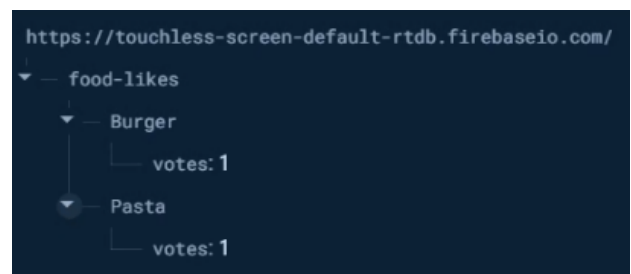 https://touchless-screen-default-rtdb.firebaseio.com/
food-likes
Burger
votes: 1
Pasta
votes: 1